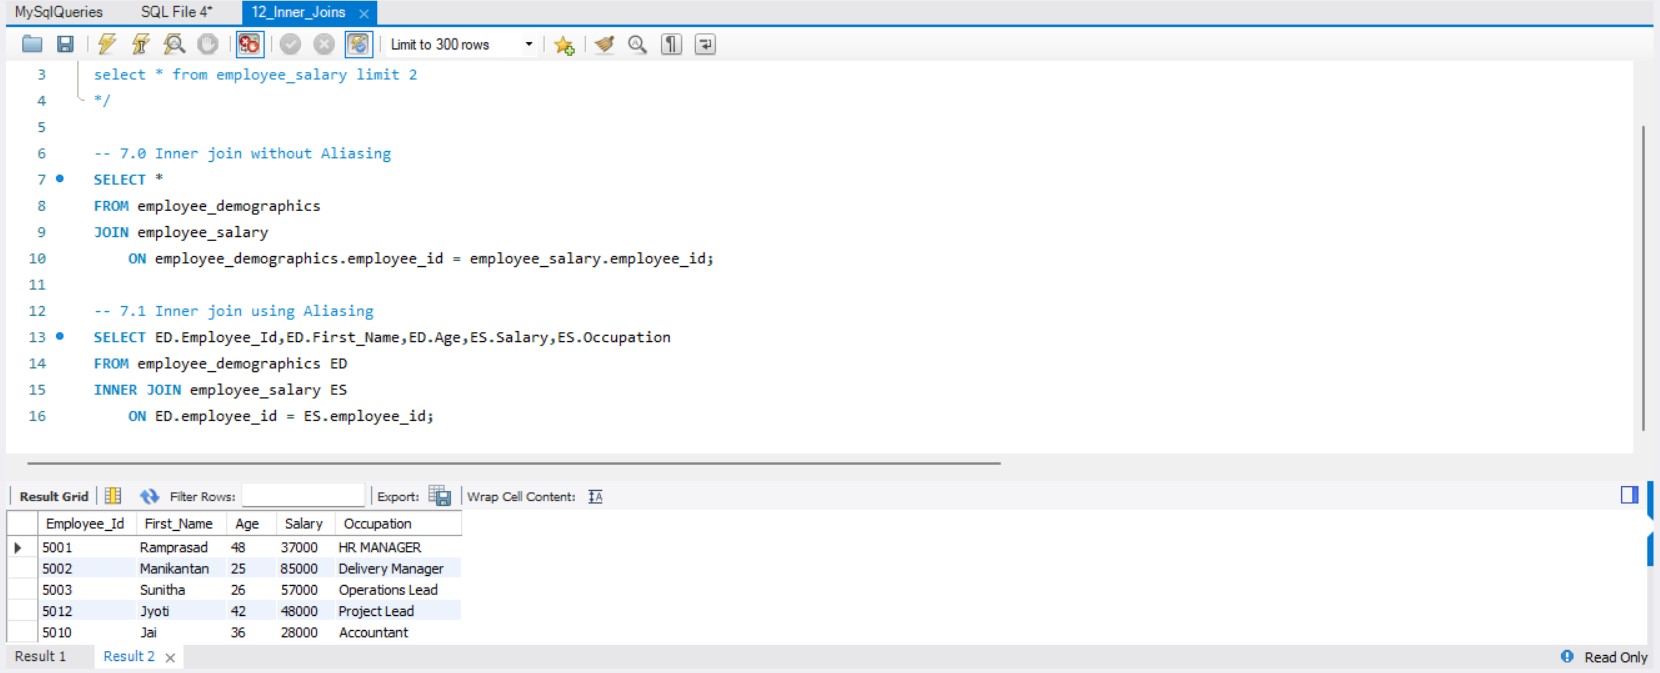 MySqlQueries SQL File 4* 12_Inner_Joins
Limit to 300 rows
3 select * from employee_salary limit 2
4 */
5
6 -- 7.0 Inner join without Aliasing
7 SELECT *
8 FROM employee_demographics
9 JOIN employee_salary
10 ON employee_demographics.employee_id = employee_salary.employee_id;
11
12 -- 7.1 Inner join using Aliasing
13 SELECT ED.Employee_Id,ED.First_Name,ED.Age,ES.Salary,ES.Occupation
14 FROM employee_demographics ED
15 INNER JOIN employee_salary ES
16 ON ED.employee_id = ES.employee_id;
Result Grid Filter Rows: Export: Wrap Cell Content:
Employee_Id First_Name Age Salary Occupation
5001 Ramprasad 48 37000 HR MANAGER
5002 Manikantan 25 85000 Delivery Manager
5003 Sunitha 26 57000 Operations Lead
5012 Jyoti 42 48000 Project Lead
5010 Jai 36 28000 Accountant
Result 1 Result 2 Read Only